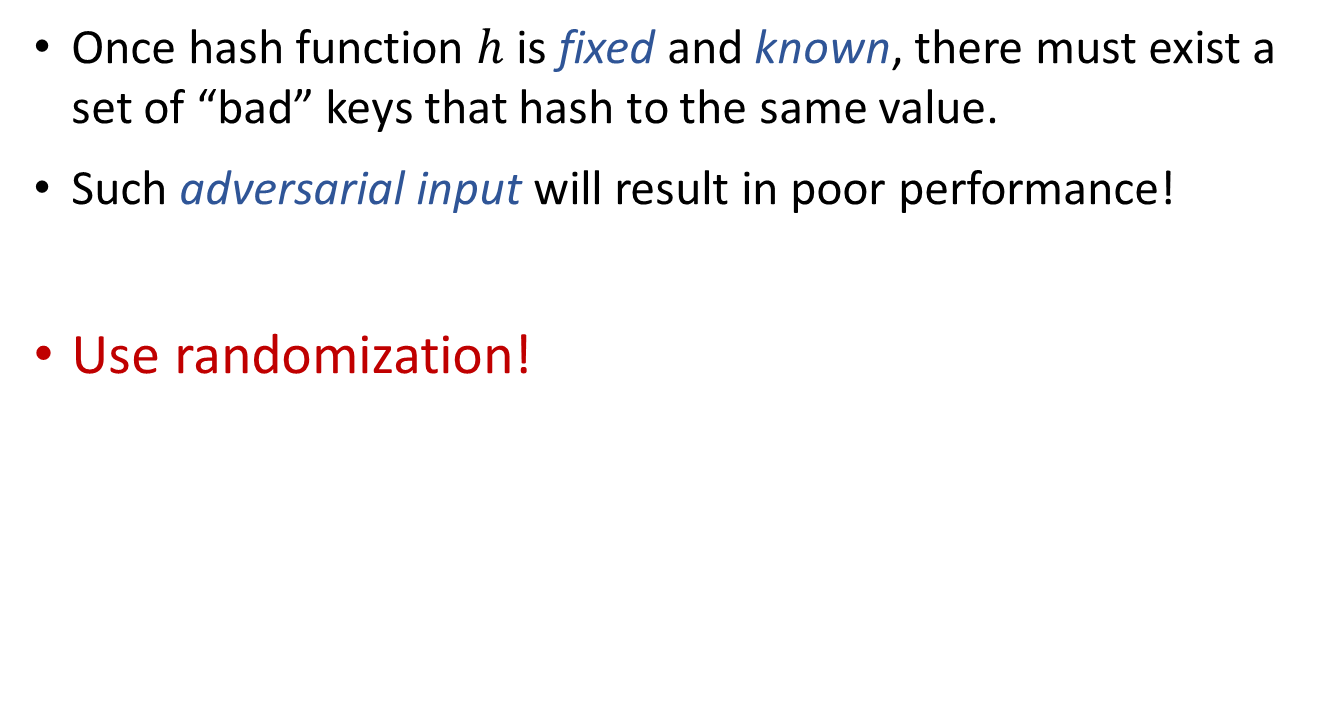 • Once hash function ℎ is fixed and known, there must exist a
set of “bad” keys that hash to the same value.
• Such adversarial input will result in poor performance!
• Use randomization!